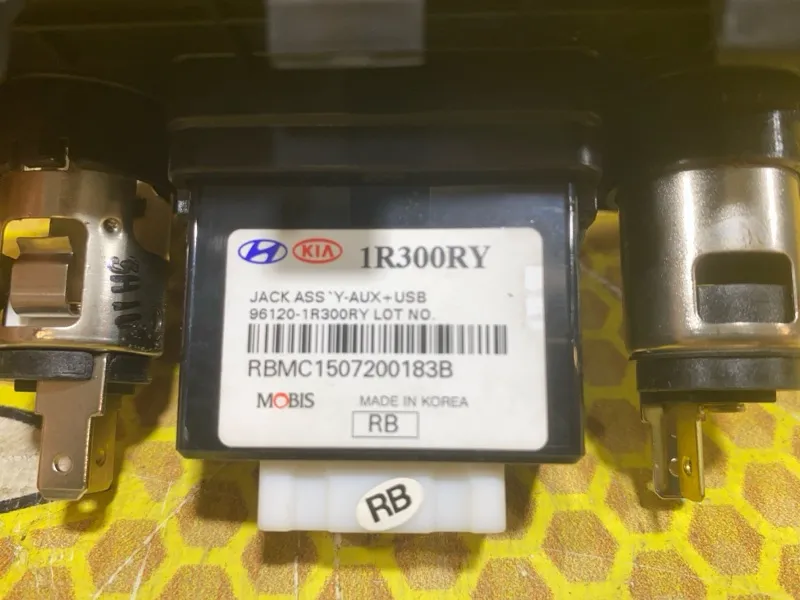 KIA 1R300RY
JACK ASS`Y-AUX+USB
96120-1R300RY LOT NO.
RBMC1507200183B
MOBIS MADE IN KOREA
RB
RB